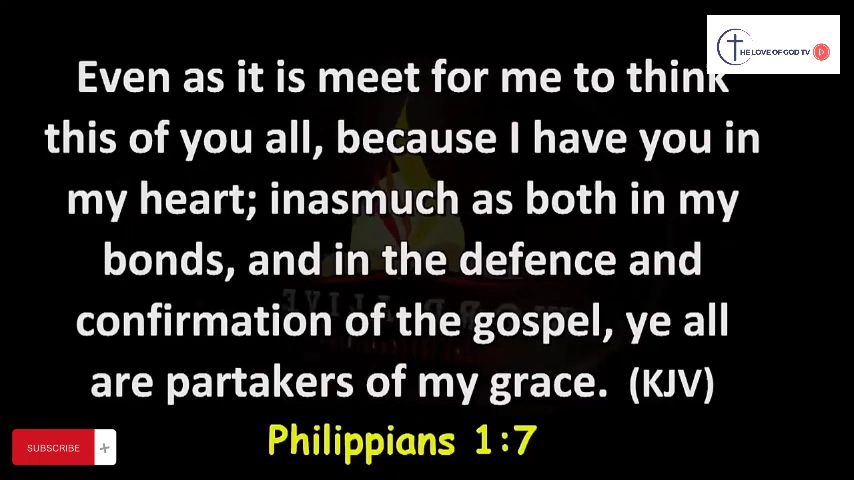 THE LOVE OF GOD TV
Even as it is meet for me to think
this of you all, because I have you in
my heart; inasmuch as both in my
bonds, and in the defence and
confirmation of the gospel, ye all
are partakers of my grace. (KJV)
Philippians 1:7
SUBSCRIBE +